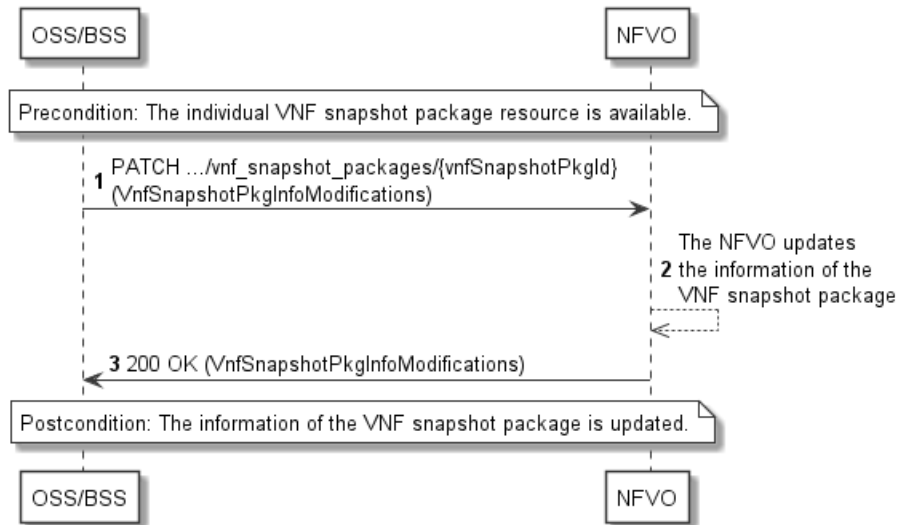 OSS/BSS
NFVO
Precondition: The individual VNF snapshot package resource is available.
1 PATCH .../vnf_snapshot_packages/{vnfSnapshotPkgId}
(VnfSnapshotPkgInfoModifications)
The NFVO updates
2 the information of the
VNF snapshot package
3 200 OK (VnfSnapshotPkgInfoModifications)
Postcondition: The information of the VNF snapshot package is updated.
OSS/BSS
NFVO